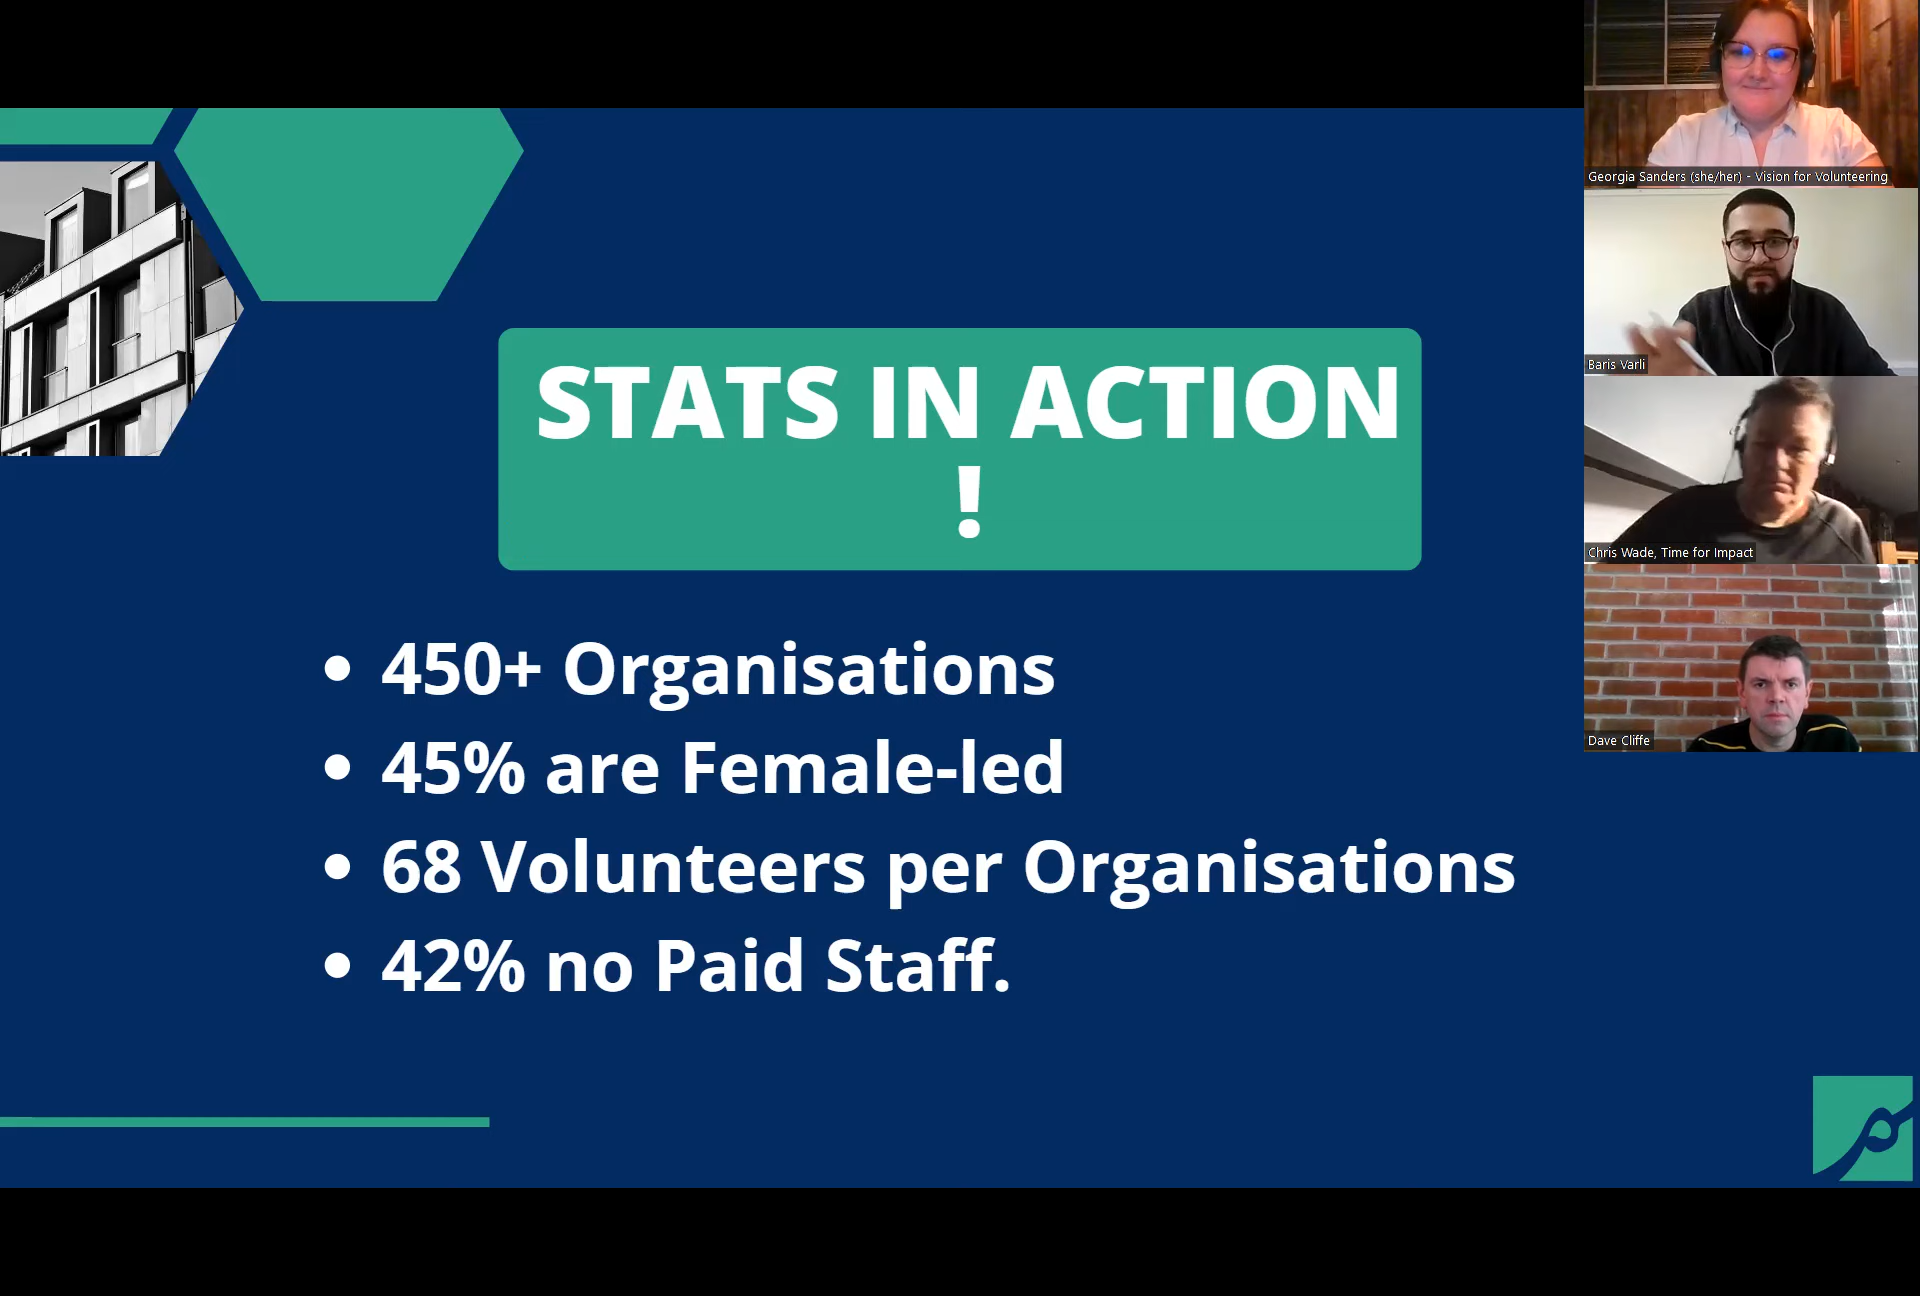 STATS IN ACTION
!
450+ Organisations
45% are Female-led
68 Volunteers per Organisations
42% no Paid Staff.
Georgia Sanders (she/her) - Vision for Volunteering
Baris Varli
Chris Wade, Time for Impact
Dave Cliffe